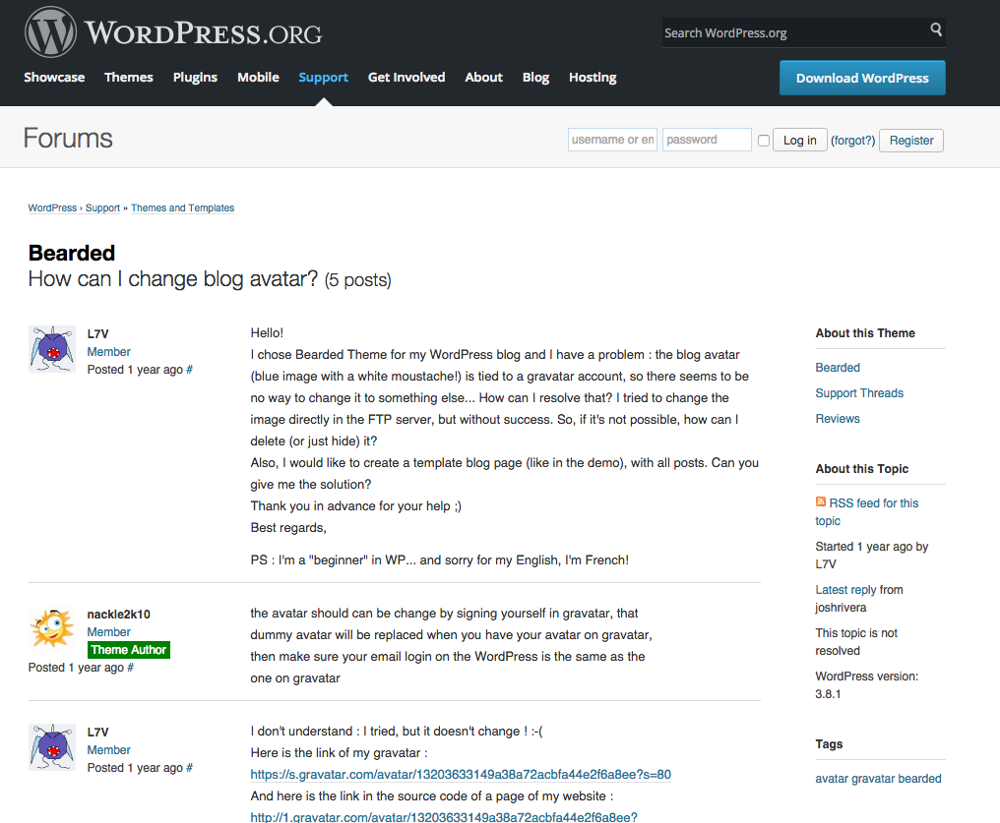 WORDPRESS.ORG
Search WordPress.org
Showcase Themes Plugins Mobile Support Get Involved About Blog Hosting
Download WordPress
Forums
username or en password Log in (forgot?) Register
WordPress › Support » Themes and Templates
Bearded
How can I change blog avatar? (5 posts)
L7V
Member
Posted 1 year ago #
Hello!
I chose Bearded Theme for my WordPress blog and I have a problem : the blog avatar
(blue image with a white moustache!) is tied to a gravatar account, so there seems to be
no way to change it to something else... How can I resolve that? I tried to change the
image directly in the FTP server, but without success. So, if it's not possible, how can I
delete (or just hide) it?
Also, I would like to create a template blog page (like in the demo), with all posts. Can you
give me the solution?
Thank you in advance for your help ;)
Best regards,
PS : I'm a "beginner" in WP... and sorry for my English, I'm French!
nackle2k10
Member
Theme Author
Posted 1 year ago #
the avatar should can be change by signing yourself in gravatar, that
dummy avatar will be replaced when you have your avatar on gravatar,
then make sure your email login on the WordPress is the same as the
one on gravatar
L7V
Member
Posted 1 year ago #
I don't understand : I tried, but it doesn't change ! :-(
Here is the link of my gravatar :
https://s.gravatar.com/avatar/13203633149a38a72acbfa44e2f6a8ee?s=80
And here is the link in the source code of a page of my website :
http://1.gravatar.com/avatar/13203633149a38a72acbfa44e2f6a8ee?
About this Theme
Bearded
Support Threads
Reviews
About this Topic
RSS feed for this
topic
Started 1 year ago by
L7V
Latest reply from
joshrivera
This topic is not
resolved
WordPress version:
3.8.1
Tags
avatar gravatar bearded